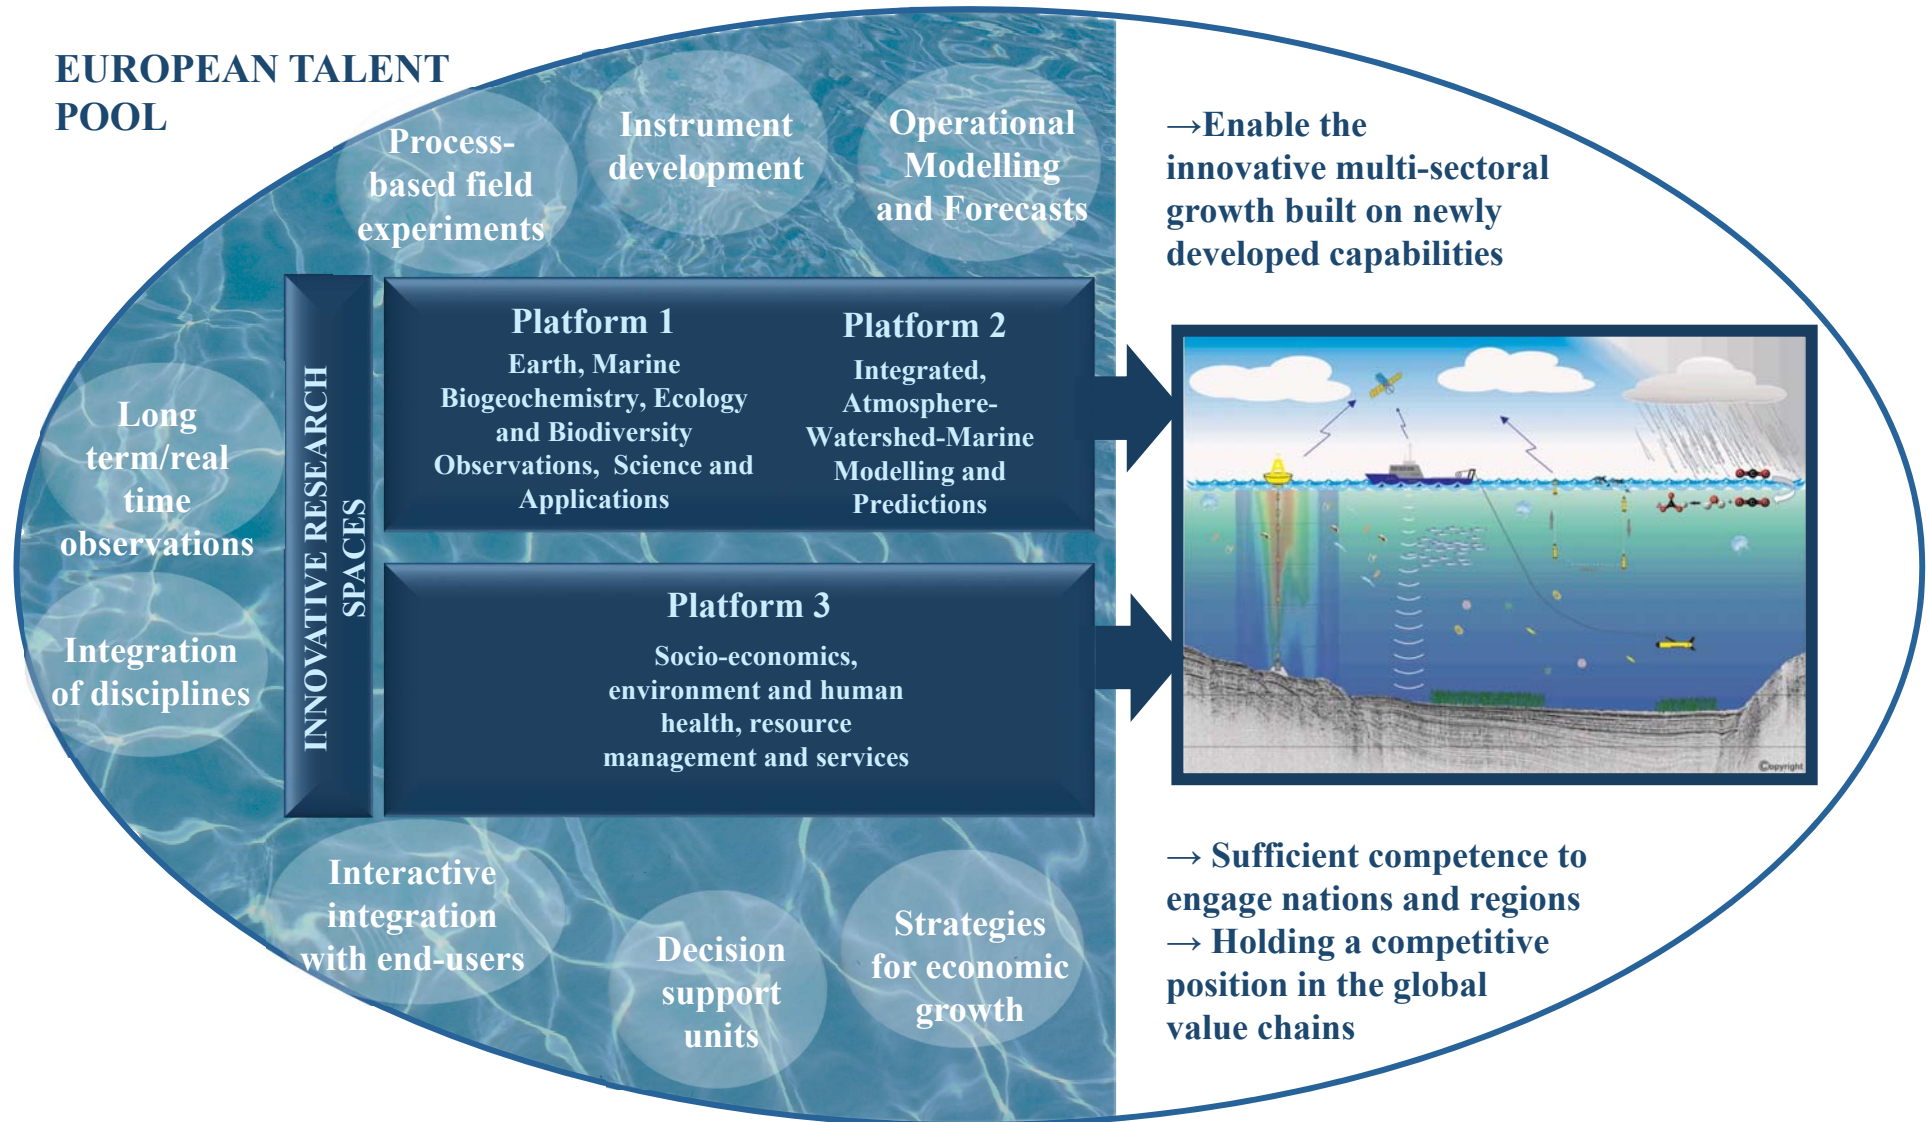 EUROPEAN TALENT
POOL
Process-
based field
experiments
Instrument
development
Operational
Modelling
and Forecasts
Long
term/real
time
observations
Integration
of disciplines
INNOVATIVE RESEARCH
SPACES
Platform 1
Earth, Marine
Biogeochemistry, Ecology
and Biodiversity
Observations, Science and
Applications
Platform 2
Integrated,
Atmosphere-
Watershed-Marine
Modelling and
Predictions
Platform 3
Socio-economics,
environment and human
health, resource
management and services
Interactive
integration
with end-users
Decision
support
units
Strategies
for economic
growth
→Enable the
innovative multi-sectoral
growth built on newly
developed capabilities
©opyright
→ Sufficient competence to
engage nations and regions
→ Holding a competitive
position in the global
value chains